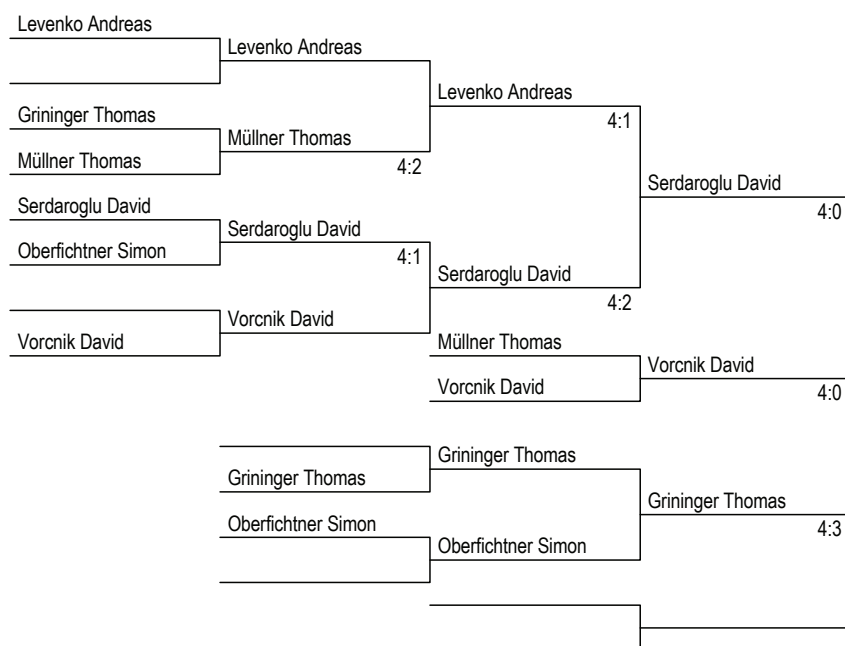 Levenko Andreas
Levenko Andreas
Levenko Andreas
4:1
Grininger Thomas
Müllner Thomas
4:2
Müllner Thomas
Serdaroglu David
4:0
Serdaroglu David
Serdaroglu David
4:1
Oberfichtner Simon
Serdaroglu David
4:2
Vorcnik David
Vorcnik David
Müllner Thomas
Vorcnik David
4:0
Vorcnik David
Grininger Thomas
Grininger Thomas
Grininger Thomas
4:3
Oberfichtner Simon
Oberfichtner Simon